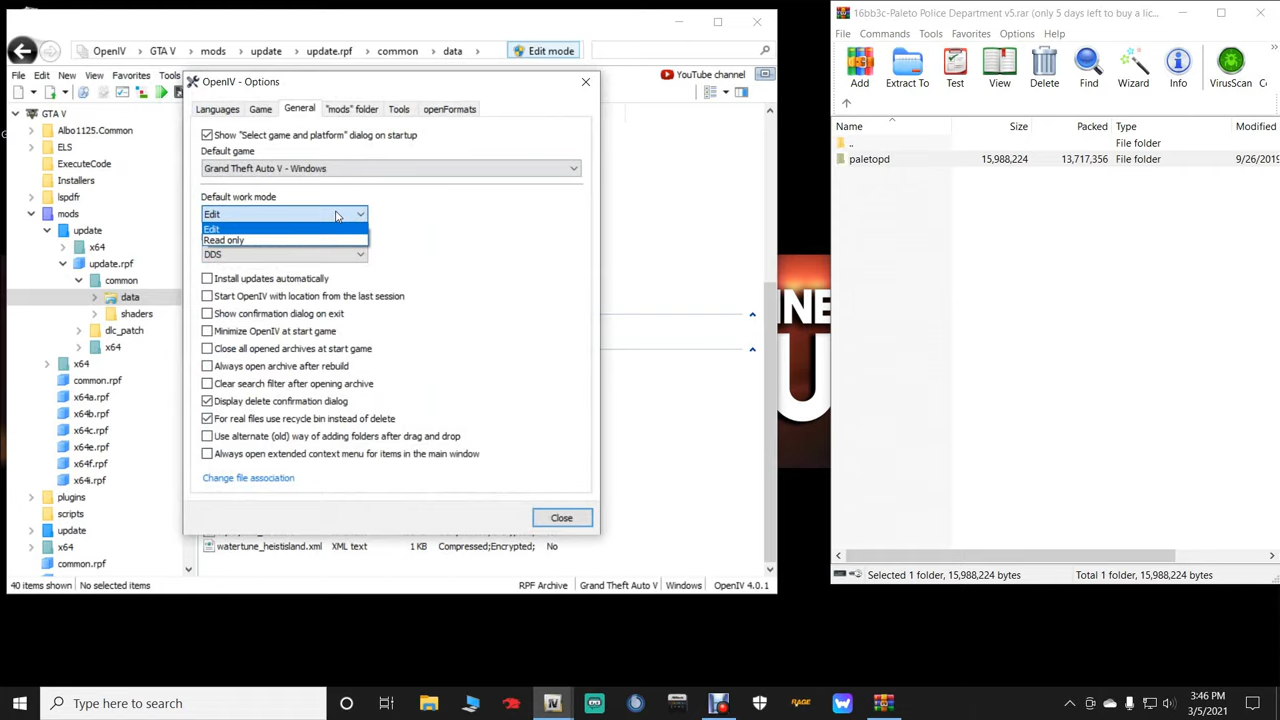 16bb3c-Paleto Police Department v5.rar (only 5 days left to buy a lic...
GTA V mods update update.rpf common data Edit mode
File Edit New View Favorites Tools
YouTube channel
OpenIV - Options
Languages Game General "mods" folder Tools openFormats
Show "Select game and platform" dialog on startup
Default game
Grand Theft Auto V - Windows
Default work mode
Edit
Edit
Read only
DDS
Install updates automatically
Start OpenIV with location from the last session
Show confirmation dialog on exit
Minimize OpenIV at start game
Close all opened archives at start game
Always open archive after rebuild
Clear search filter after opening archive
Display delete confirmation dialog
For real files use recycle bin instead of delete
Use alternate (old) way of adding folders after drag and drop
Always open extended context menu for items in the main window
Change file association
Close
OpenIV
GTA V
Albo1125.Common
ELS
ExecuteCode
Installers
lspdfr
mods
update
x64
update.rpf
common
data
shaders
dlc_patch
x64
x64
common.rpf
x64a.rpf
x64b.rpf
x64c.rpf
x64e.rpf
x64f.rpf
x64i.rpf
plugins
scripts
update
x64
common.rpf
watertune_heistisland.xml XML text 1 KB Compressed;Encrypted; No
40 items shown No selected items RPF Archive Grand Theft Auto V Windows OpenIV 4.0.1
File Commands Tools Favorites Options Help
Add Extract To Test View Delete Find Wizard Info VirusScan
Name Size Packed Type Modified
.. File folder
paletopd 15,988,224 13,717,356 File folder 9/26/2019
Selected 1 folder, 15,988,224 bytes Total 1 folder, 15,988,224 bytes
INE
U
Type here to search
IV
RAGE
3:46 PM
3/5/2021